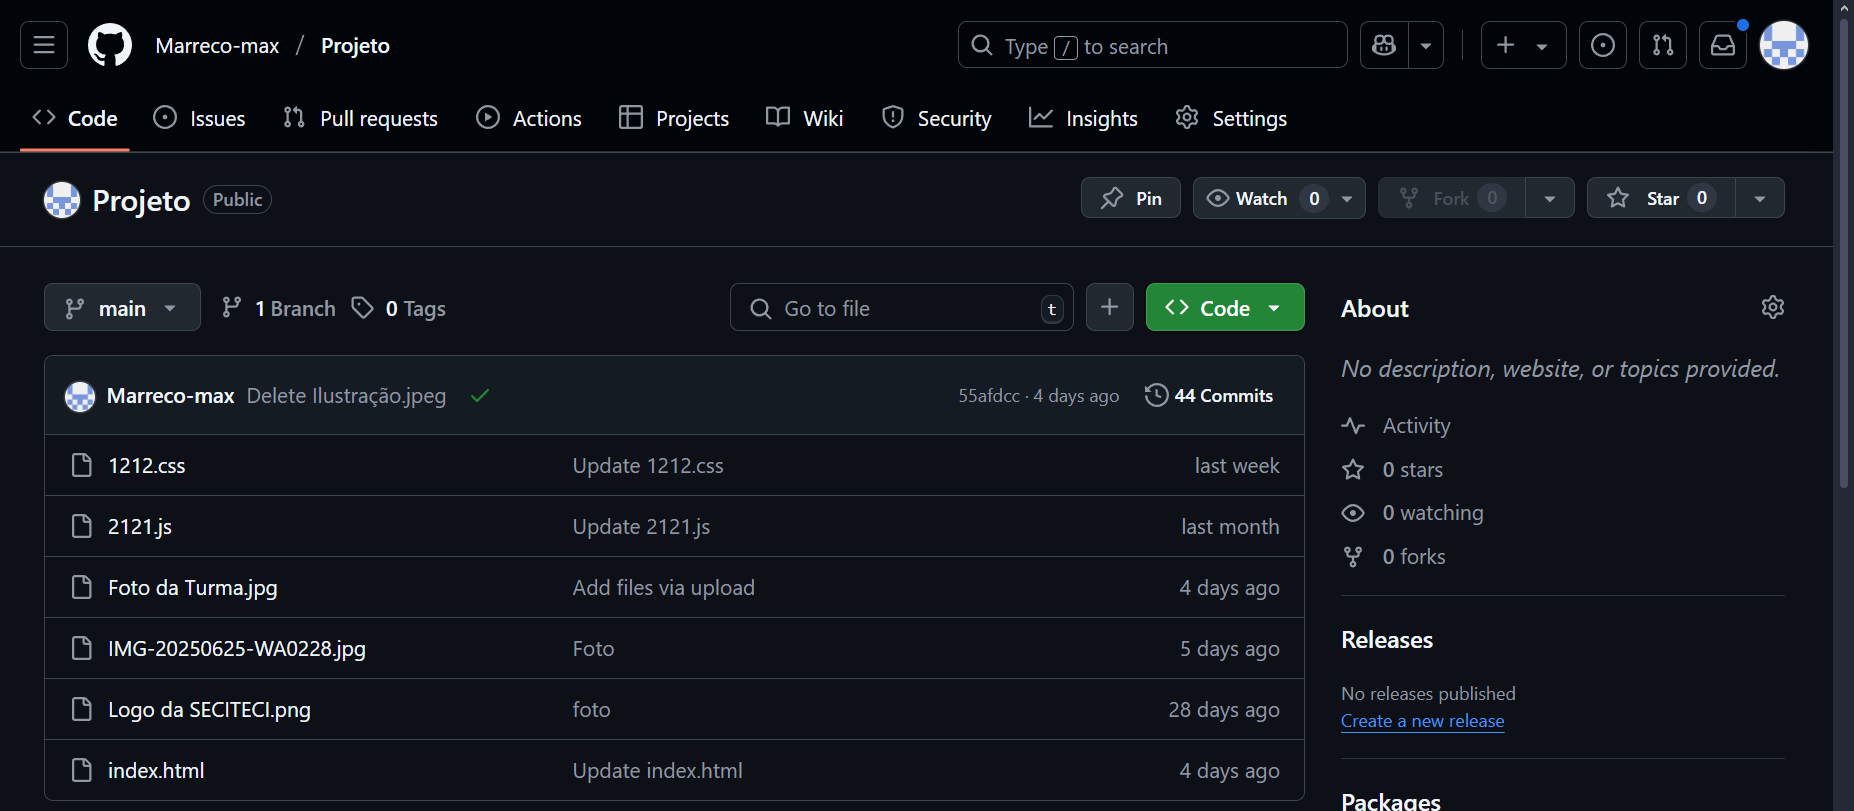 Marreco-max / Projeto
Type / to search
Code
Issues
Pull requests
Actions
Projects
Wiki
Security
Insights
Settings
Projeto Public
Pin
Watch 0
Fork 0
Star 0
main
1 Branch
0 Tags
Go to file t
Code
Marreco-max Delete Ilustração.jpeg 55afdcc · 4 days ago 44 Commits
1212.css Update 1212.css last week
2121.js Update 2121.js last month
Foto da Turma.jpg Add files via upload 4 days ago
IMG-20250625-WA0228.jpg Foto 5 days ago
Logo da SECITECI.png foto 28 days ago
index.html Update index.html 4 days ago
About
No description, website, or topics provided.
Activity
0 stars
0 watching
0 forks
Releases
No releases published
Create a new release
Packages